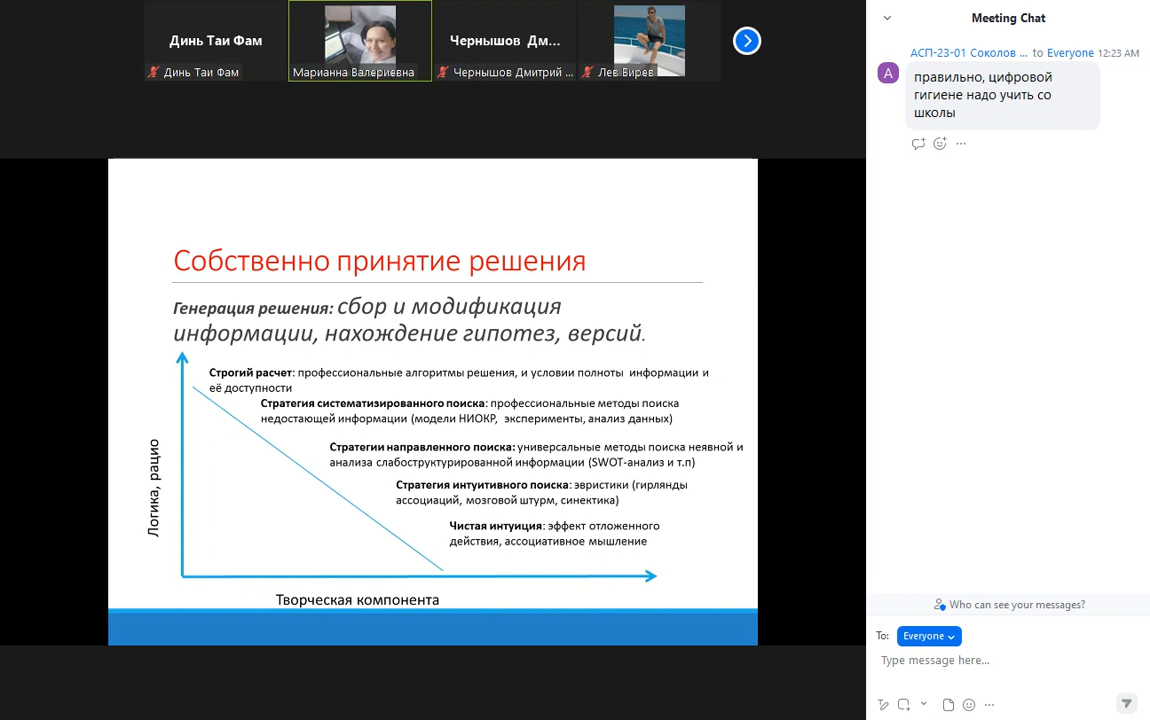 Динь Таи Фам
Динь Таи Фам
Марианна Валериевна
Чернышов Дм...
Чернышов Дмитрий ...
Лев Бирев
Собственно принятие решения
Генерация решения: сбор и модификация
информации, нахождение гипотез, версий.
Строгий расчет: профессиональные алгоритмы решения, и условии полноты информации и
её доступности
Стратегия систематизированного поиска: профессиональные методы поиска
недостающей информации (модели НИОКР, эксперименты, анализ данных)
Стратегии направленного поиска: универсальные методы поиска неявной и
анализа слабоструктурированной информации (SWOT-анализ и т.п)
Стратегия интуитивного поиска: эвристики (гирлянды
ассоциаций, мозговой штурм, синектика)
Чистая интуиция: эффект отложенного
действия, ассоциативное мышление
Логика, рацио
Творческая компонента
Meeting Chat
АСП-23-01 Соколов ... to Everyone 12:23 AM
A
правильно, цифровой
гигиене надо учить со
школы
Who can see your messages?
To: Everyone
Type message here...